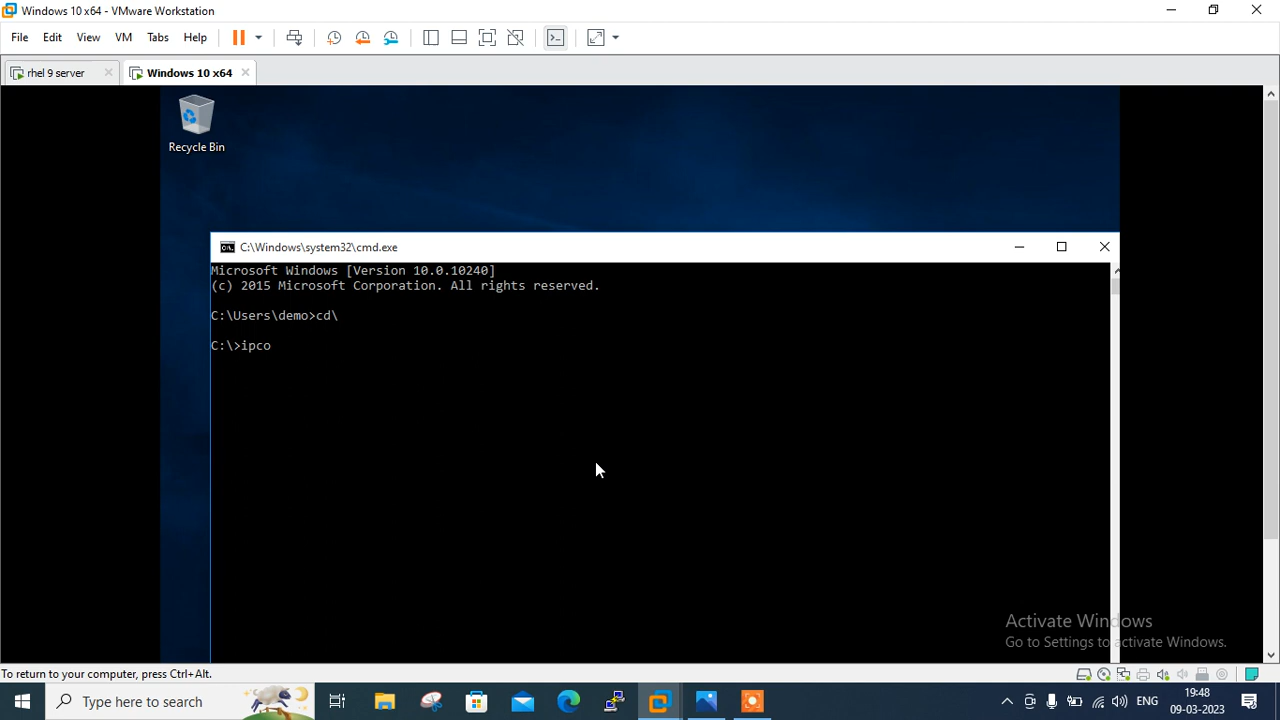 Windows 10 x64 - VMware Workstation
File Edit View VM Tabs Help
rhel 9 server Windows 10 x64
Recycle Bin
C:\Windows\system32\cmd.exe
Microsoft Windows [Version 10.0.10240]
(c) 2015 Microsoft Corporation. All rights reserved.
C:\Users\demo>cd\
C:\>ipco
Activate Windows
Go to Settings to activate Windows.
To return to your computer, press Ctrl+Alt.
Type here to search
ENG
19:48
09-03-2023